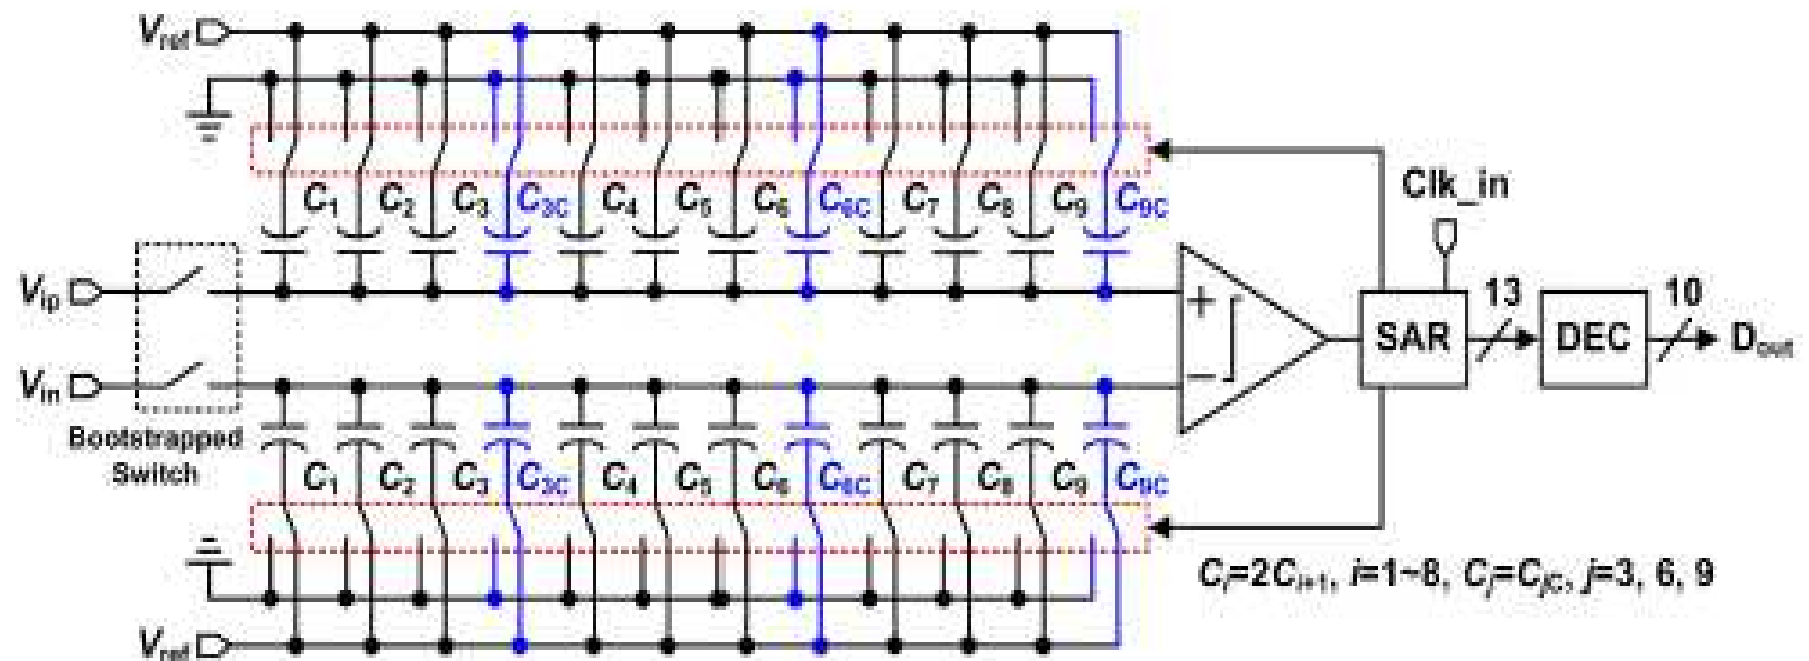 Vref
C1 C2 C3 C3C C4 C5 C6 C6C C7 C8 C9 C9C
Clk_in
Vip
+
13
10
SAR
DEC
Dout
Vin
−
Bootstrapped
Switch
C1 C2 C3 C3C C4 C5 C6 C6C C7 C8 C9 C9C
Ci=2Ci+1, i=1~8, Cj=CjC, j=3, 6, 9
Vref